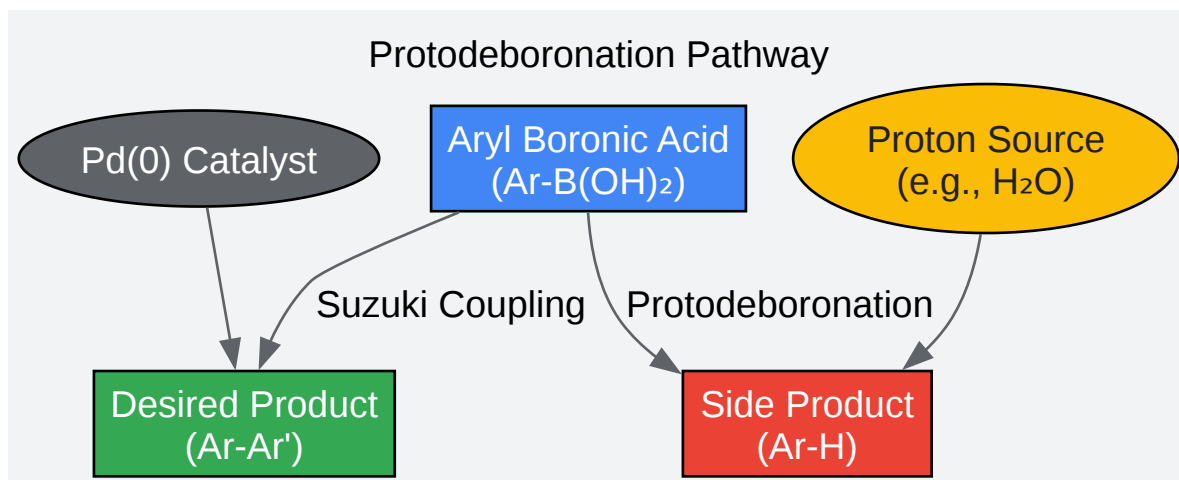 Protodeboronation Pathway
Pd(0) Catalyst
Aryl Boronic Acid
(Ar-B(OH)₂)
Proton Source
(e.g., H₂O)
Suzuki Coupling
Protodeboronation
Desired Product
(Ar-Ar')
Side Product
(Ar-H)